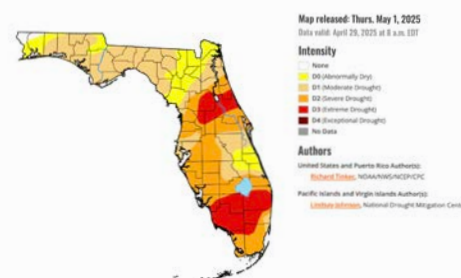 Map released: Thurs. May 1, 2025
Data valid: April 29, 2025 at 8 a.m. EDT
Intensity
None
D0 (Abnormally Dry)
D1 (Moderate Drought)
D2 (Severe Drought)
D3 (Extreme Drought)
D4 (Exceptional Drought)
No Data
Authors
United States and Puerto Rico Author(s):
Richard Tinker, NOAA/NWS/NCEP/CPC
Pacific Islands and Virgin Islands Author(s):
Lindsay Johnson, National Drought Mitigation Cent